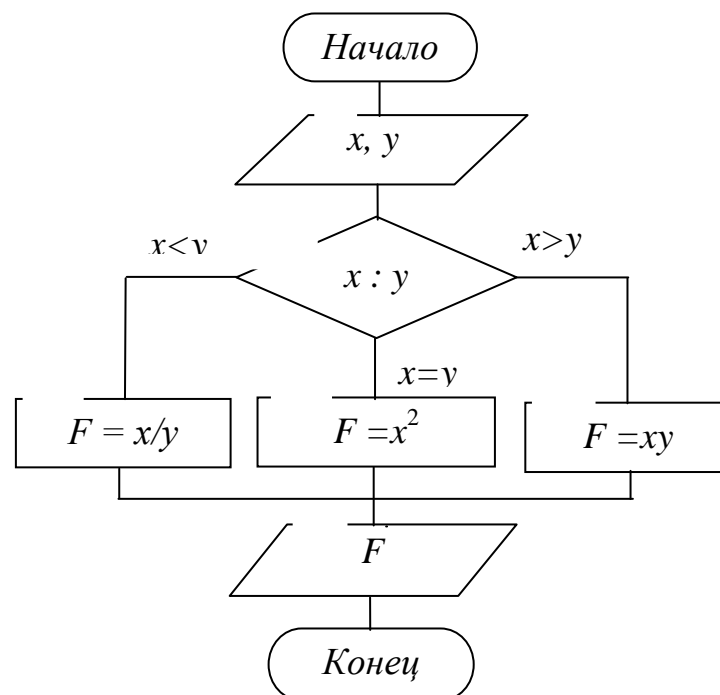 Начало
x, y
x<y
x>y
x : y
x=y
F = x/y
F =x²
F =xy
F
Конец